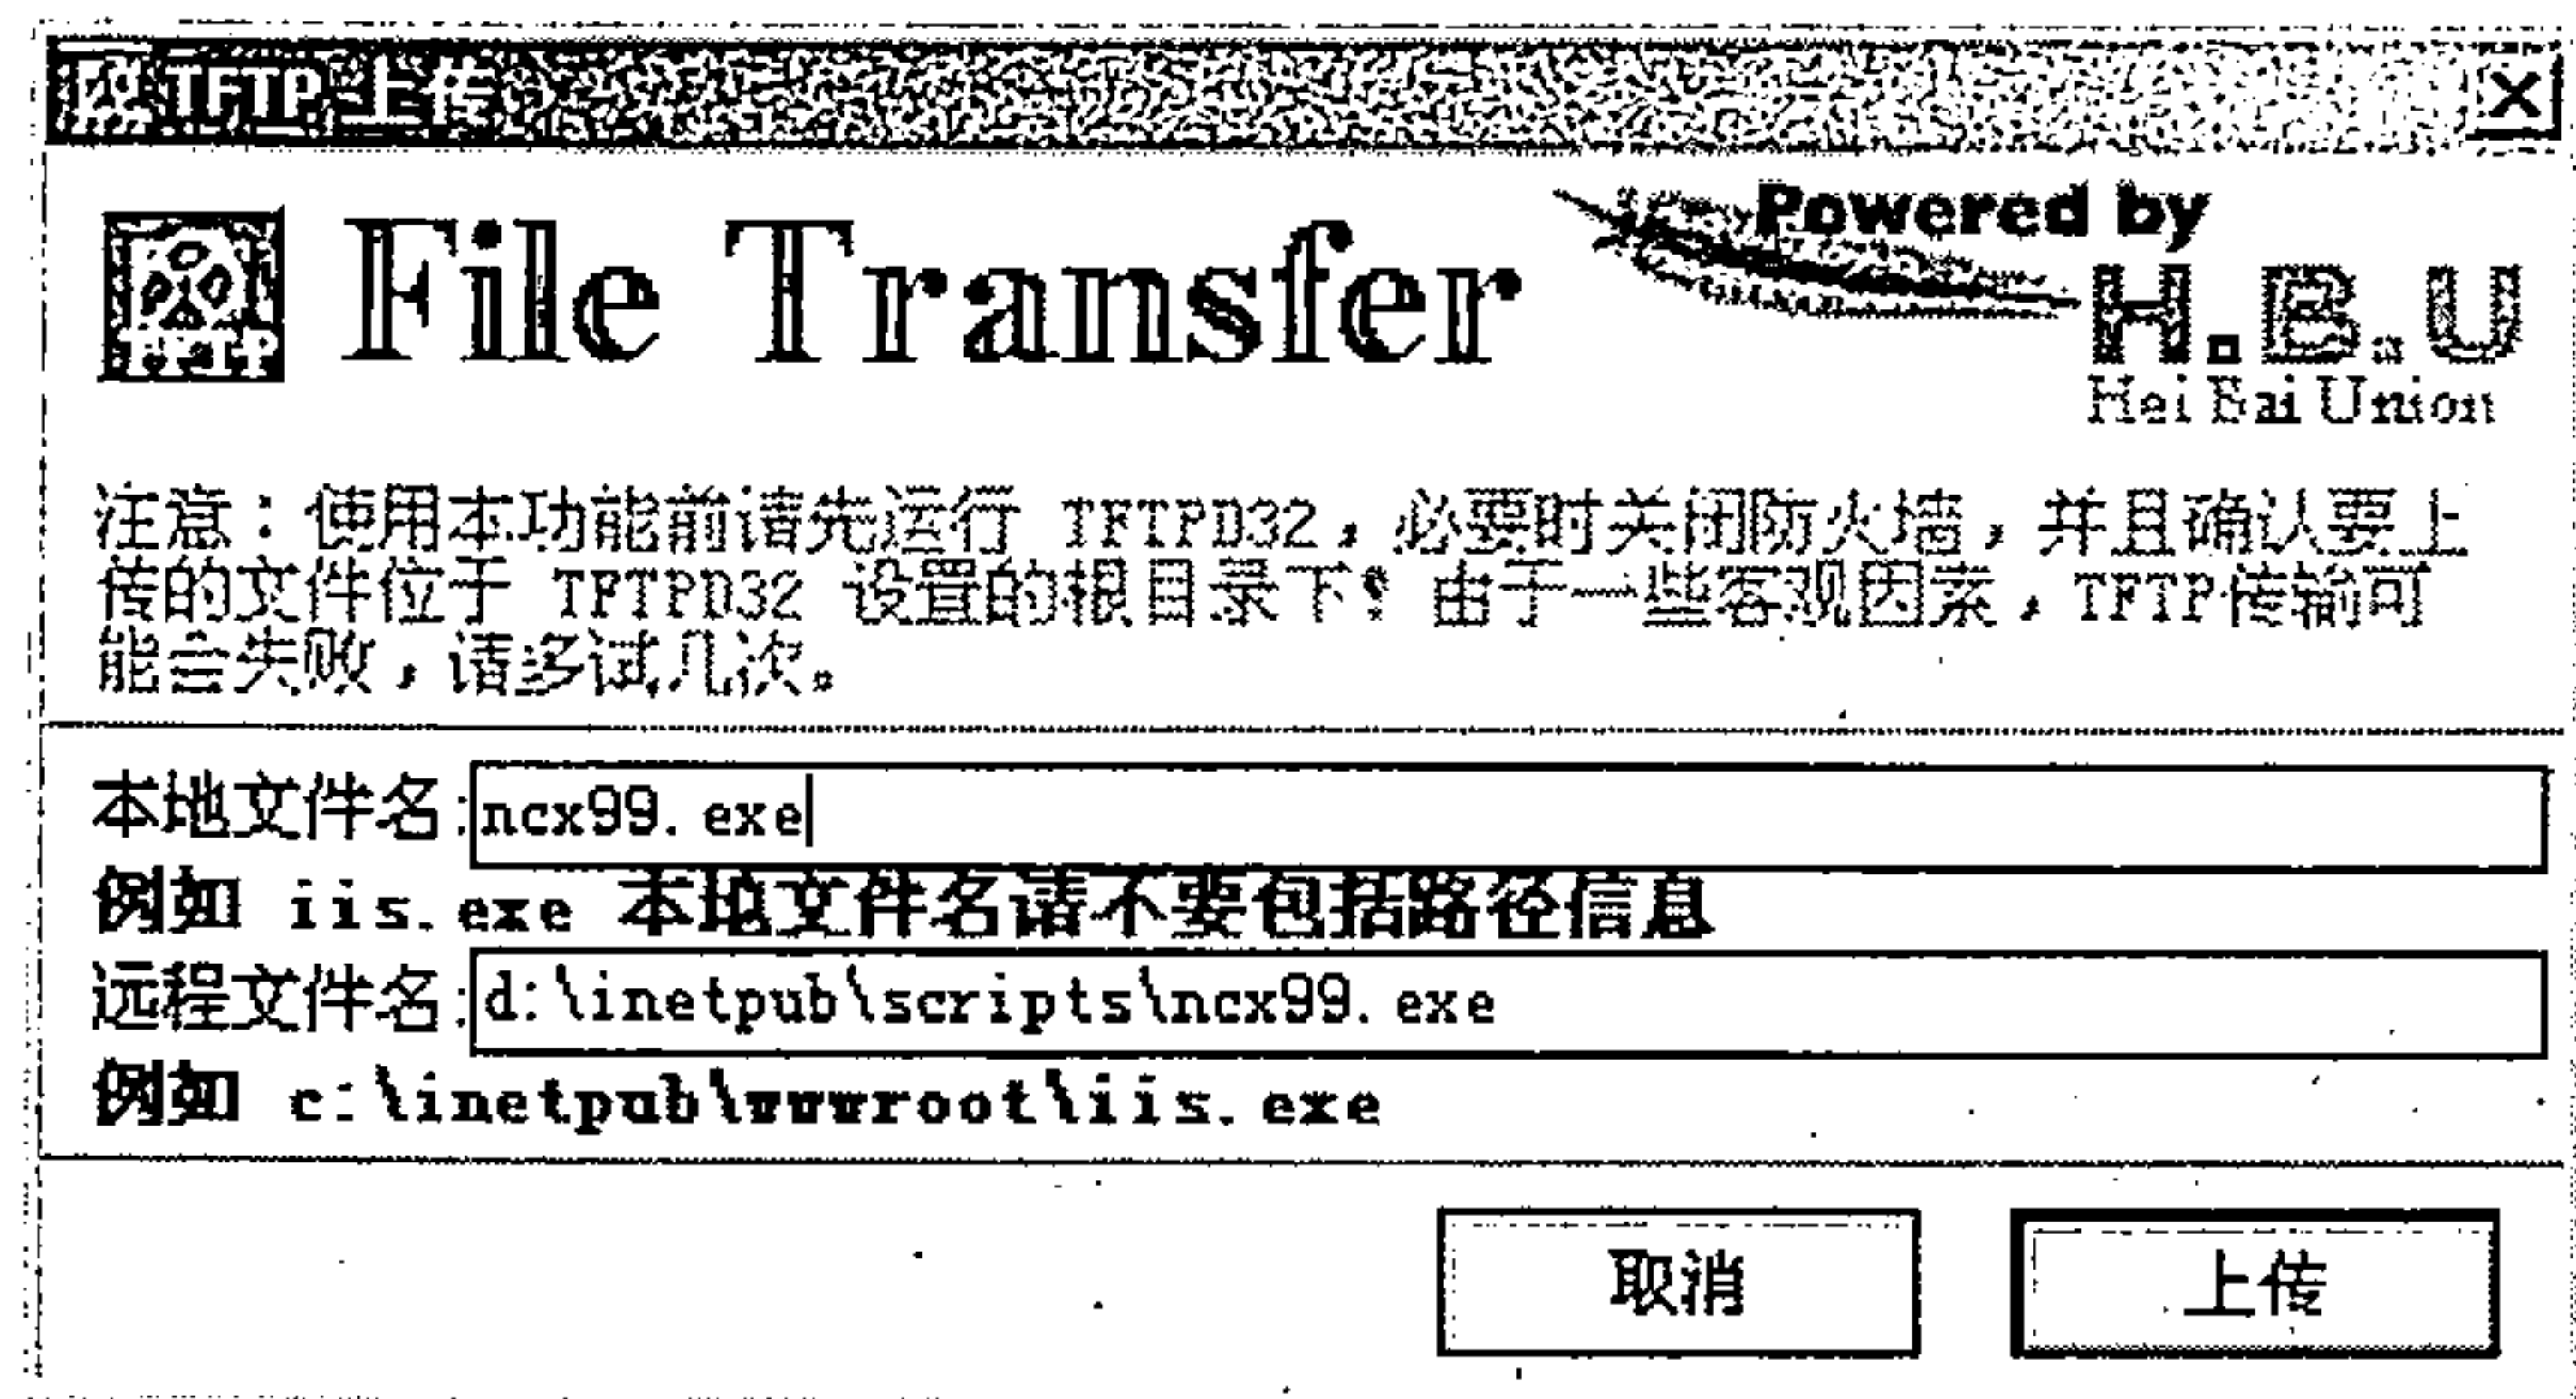 TFTP 上传
TFTP
File Transfer
Powered by
H.B.U
Hei Bai Union
注意：使用本功能前请先运行 TFTPD32，必要时关闭防火墙，并且确认要上
传的文件位于 TFTPD32 设置的根目录下！由于一些客观因素，TFTP传输可
能会失败，请多试几次。
本地文件名:ncx99.exe
例如 iis.exe 本地文件名请不要包括路径信息
远程文件名:d:\inetpub\scripts\ncx99.exe
例如 c:\inetpub\wwwroot\iis.exe
取消 上传